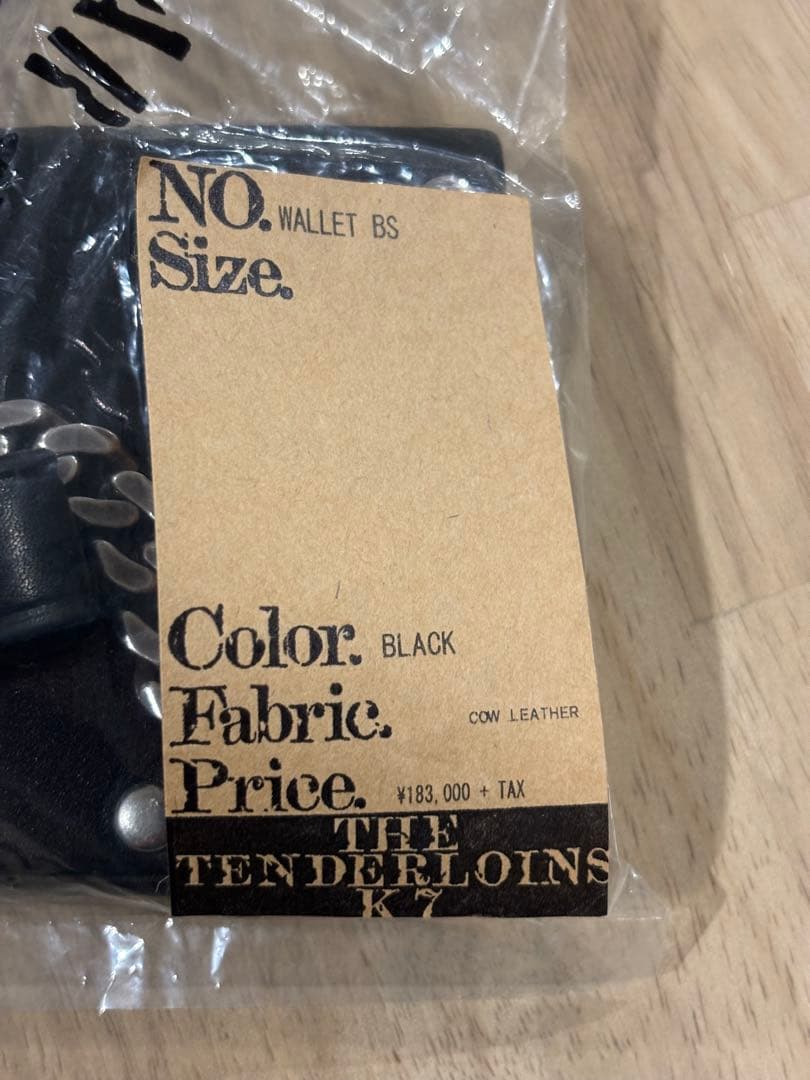 NO. WALLET BS
Size.
Color. BLACK
Fabric. COW LEATHER
Price. ¥183,000 + TAX
THE
TENDERLOINS
K7